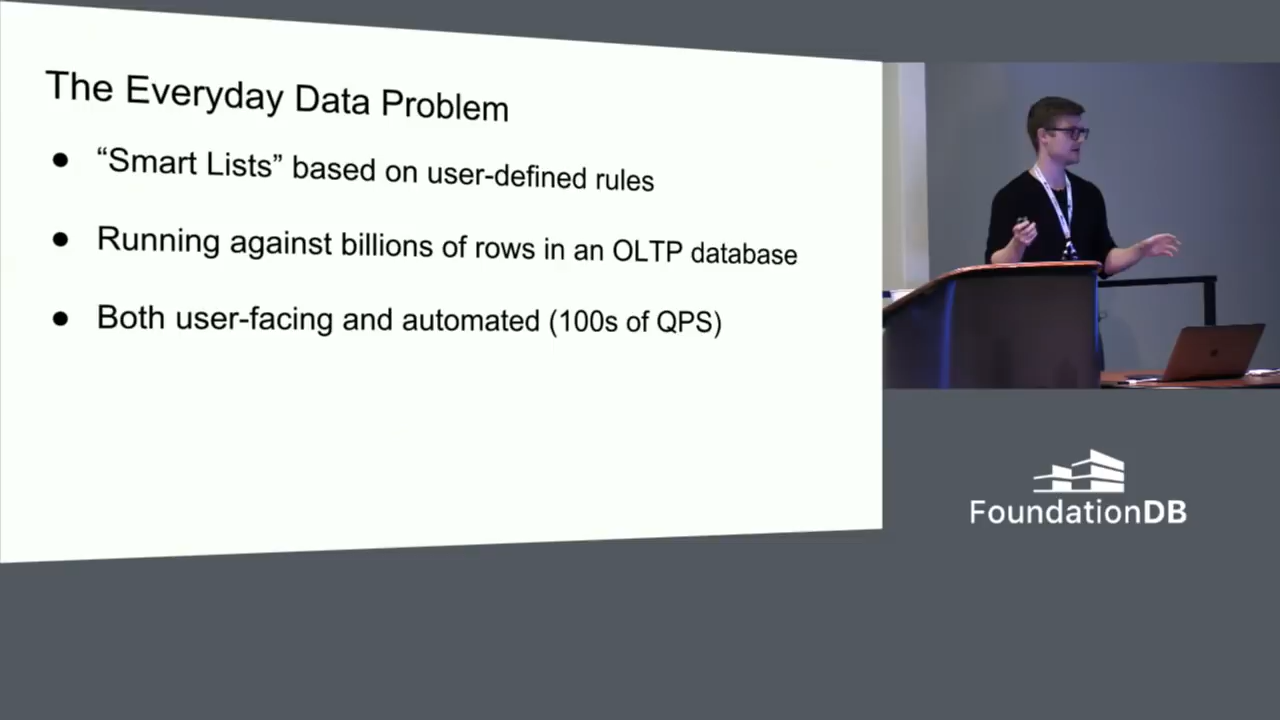 The Everyday Data Problem
● “Smart Lists” based on user-defined rules
● Running against billions of rows in an OLTP database
● Both user-facing and automated (100s of QPS)
FoundationDB